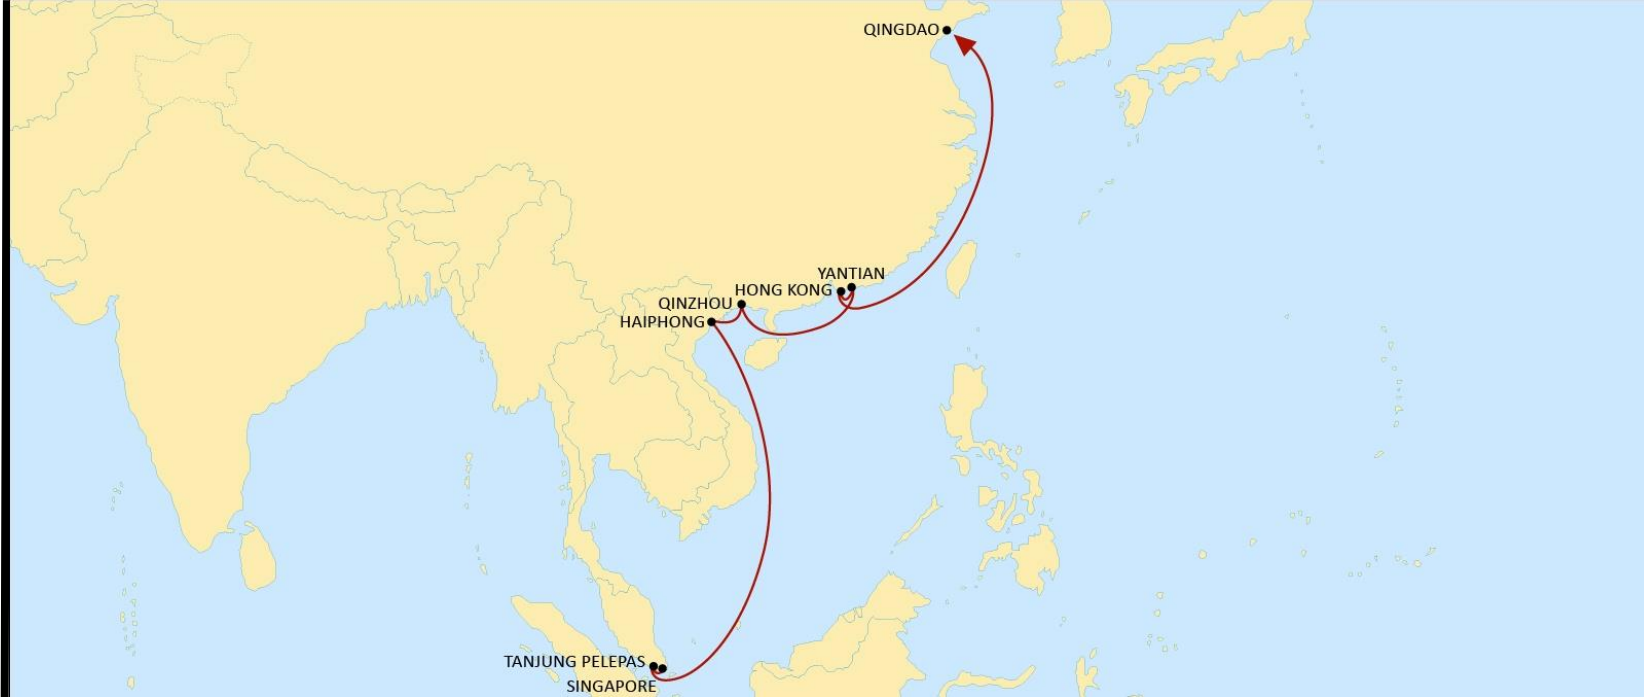 QINGDAO
YANTIAN
HONG KONG
QINZHOU
HAIPHONG
TANJUNG PELEPAS
SINGAPORE